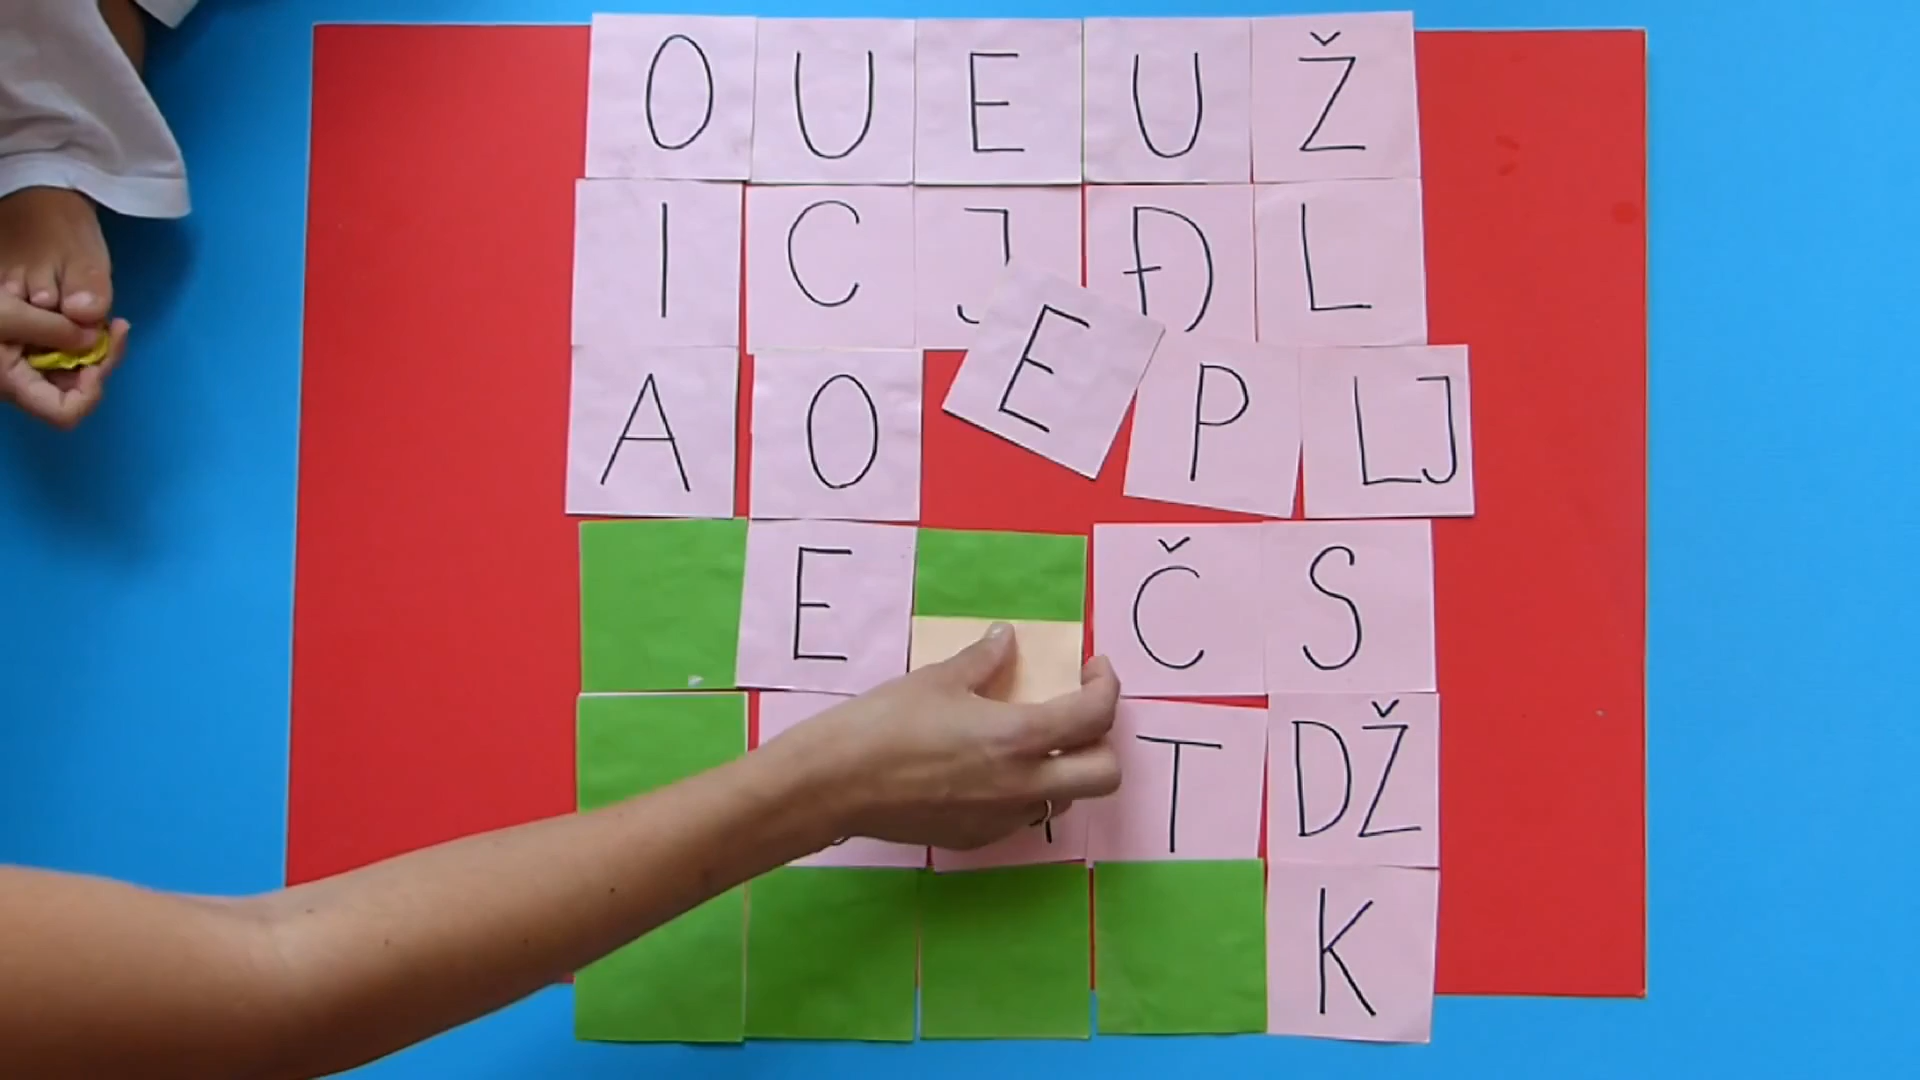 O U E U Ž
I C J Đ L
A O E P LJ
E Č S
T DŽ
K